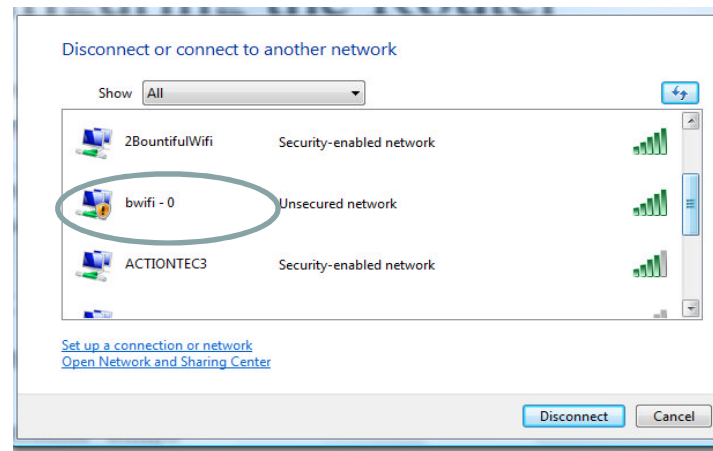 Disconnect or connect to another network
Show All
2BountifulWifi Security-enabled network
bwifi - 0 Unsecured network
ACTIONTEC3 Security-enabled network
Set up a connection or network
Open Network and Sharing Center
Disconnect Cancel